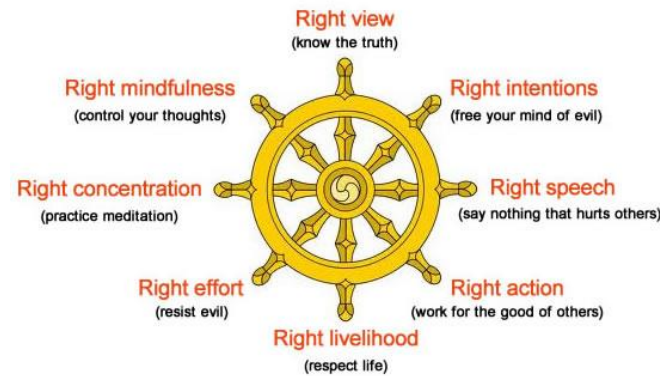 Right view
(know the truth)
Right mindfulness
(control your thoughts)
Right intentions
(free your mind of evil)
Right concentration
(practice meditation)
Right speech
(say nothing that hurts others)
Right effort
(resist evil)
Right action
(work for the good of others)
Right livelihood
(respect life)